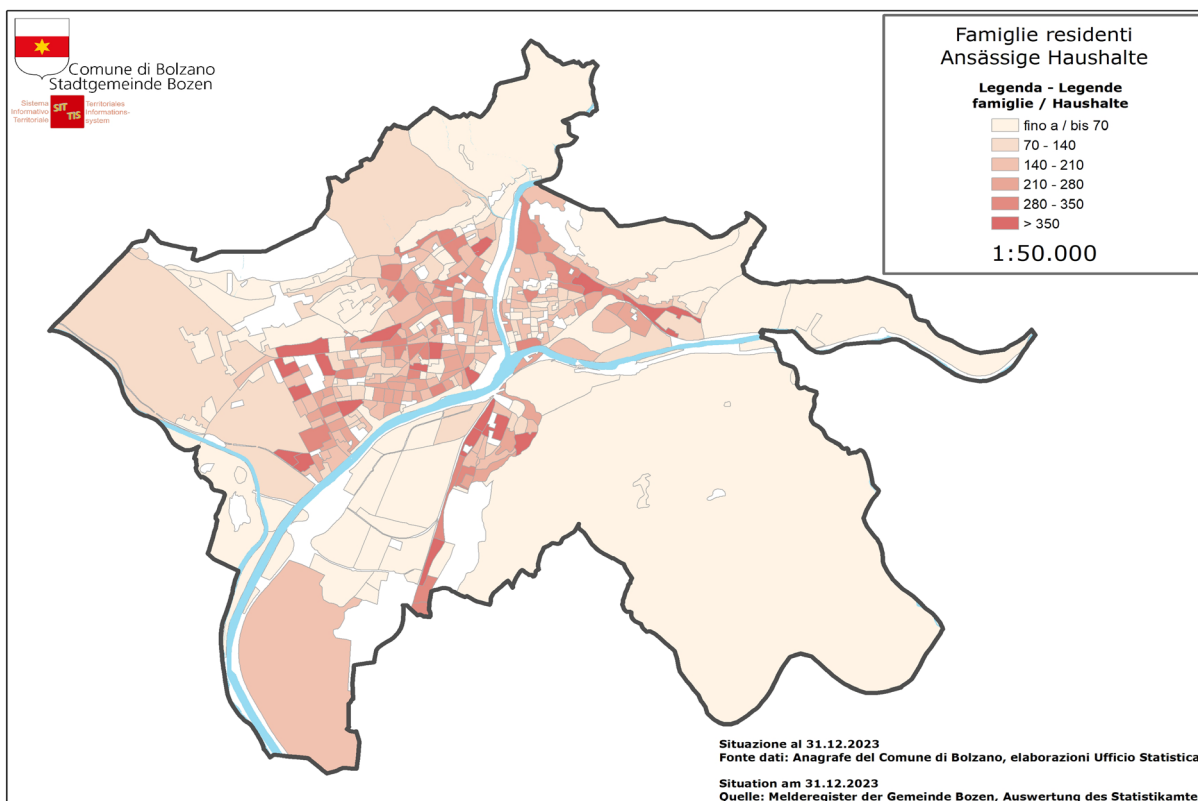 Comune di Bolzano
Stadtgemeinde Bozen
Sistema
Informativo
Territoriale
SIT
TIS
Territoriales
Informations-
system
Famiglie residenti
Ansässige Haushalte
Legenda - Legende
famiglie / Haushalte
fino a / bis 70
70 - 140
140 - 210
210 - 280
280 - 350
> 350
1:50.000
Situazione al 31.12.2023
Fonte dati: Anagrafe del Comune di Bolzano, elaborazioni Ufficio Statistica
Situation am 31.12.2023
Quelle: Melderegister der Gemeinde Bozen, Auswertung des Statistikamte